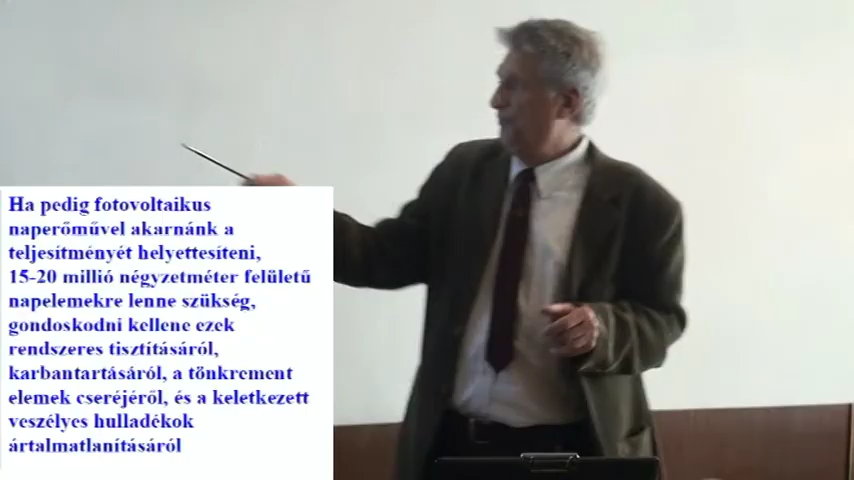 Ha pedig fotovoltaikus
naperőművel akarnánk a
teljesítményét helyettesíteni,
15-20 millió négyzetméter felületű
napelemekre lenne szükség,
gondoskodni kellene ezek
rendszeres tisztításáról,
karbantartásáról, a tönkrement
elemek cseréjéről, és a keletkezett
veszélyes hulladékok
ártalmatlanításáról